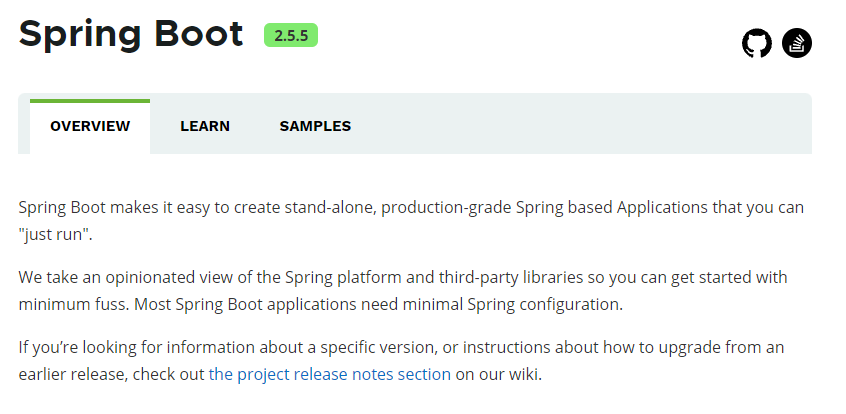 Spring Boot 2.5.5
OVERVIEW LEARN SAMPLES
Spring Boot makes it easy to create stand-alone, production-grade Spring based Applications that you can
"just run".
We take an opinionated view of the Spring platform and third-party libraries so you can get started with
minimum fuss. Most Spring Boot applications need minimal Spring configuration.
If you’re looking for information about a specific version, or instructions about how to upgrade from an
earlier release, check out the project release notes section on our wiki.